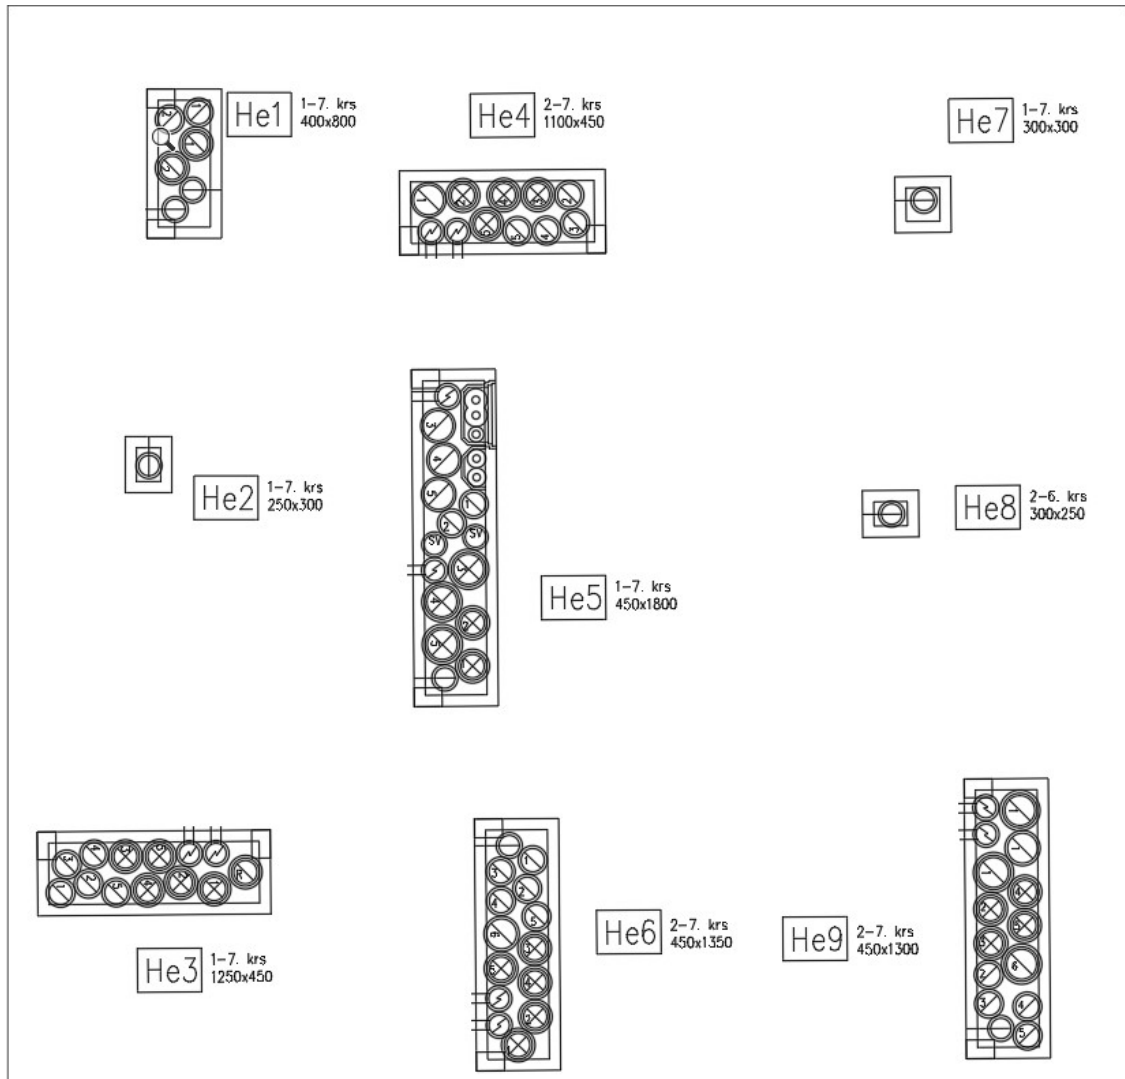 He1
1-7. krs
400x800
He4
2-7. krs
1100x450
He7
1-7. krs
300x300
He2
1-7. krs
250x300
He8
2-6. krs
300x250
He5
1-7. krs
450x1800
He3
1-7. krs
1250x450
He6
2-7. krs
450x1350
He9
2-7. krs
450x1300
SV
SV